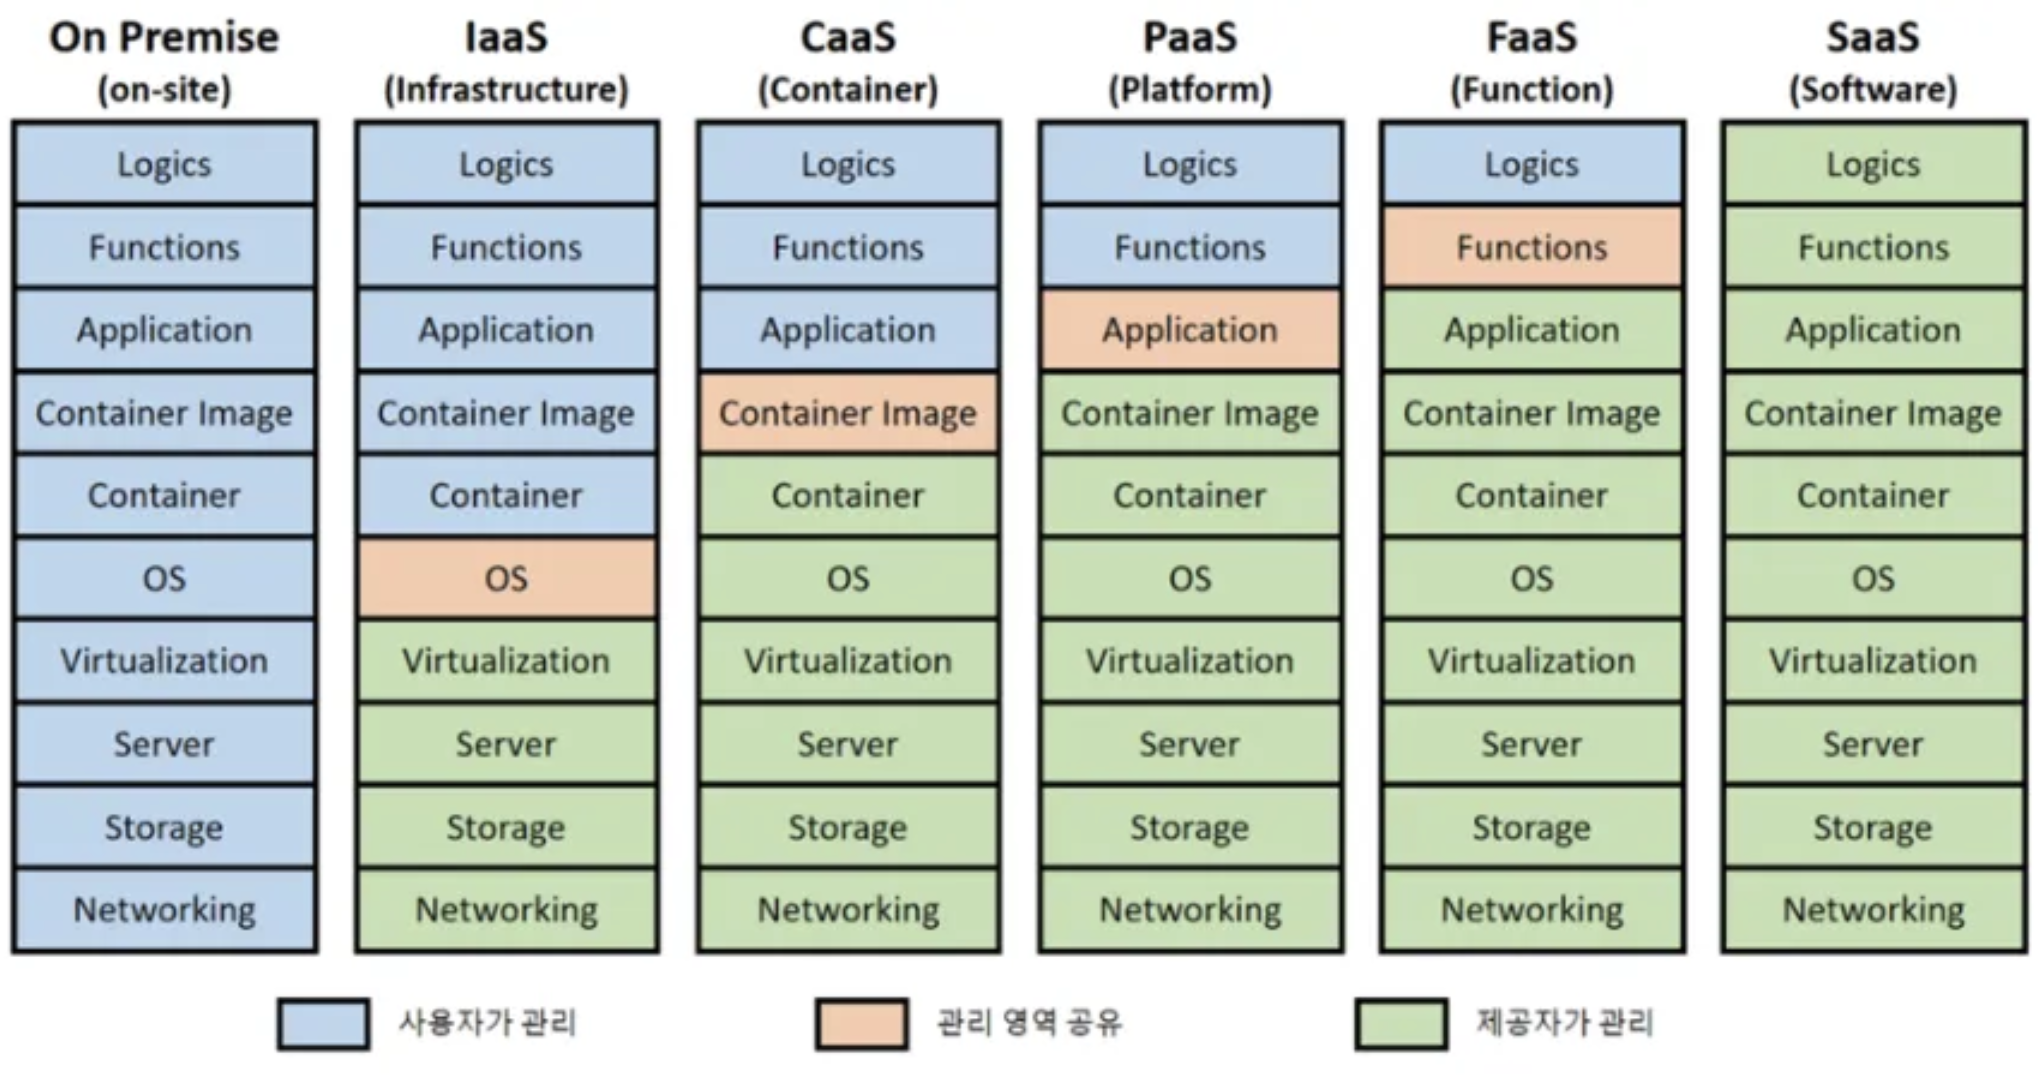 On Premise
(on-site)
Logics
Functions
Application
Container Image
Container
OS
Virtualization
Server
Storage
Networking
IaaS
(Infrastructure)
Logics
Functions
Application
Container Image
Container
OS
Virtualization
Server
Storage
Networking
CaaS
(Container)
Logics
Functions
Application
Container Image
Container
OS
Virtualization
Server
Storage
Networking
PaaS
(Platform)
Logics
Functions
Application
Container Image
Container
OS
Virtualization
Server
Storage
Networking
FaaS
(Function)
Logics
Functions
Application
Container Image
Container
OS
Virtualization
Server
Storage
Networking
SaaS
(Software)
Logics
Functions
Application
Container Image
Container
OS
Virtualization
Server
Storage
Networking
사용자가 관리
관리 영역 공유
제공자가 관리